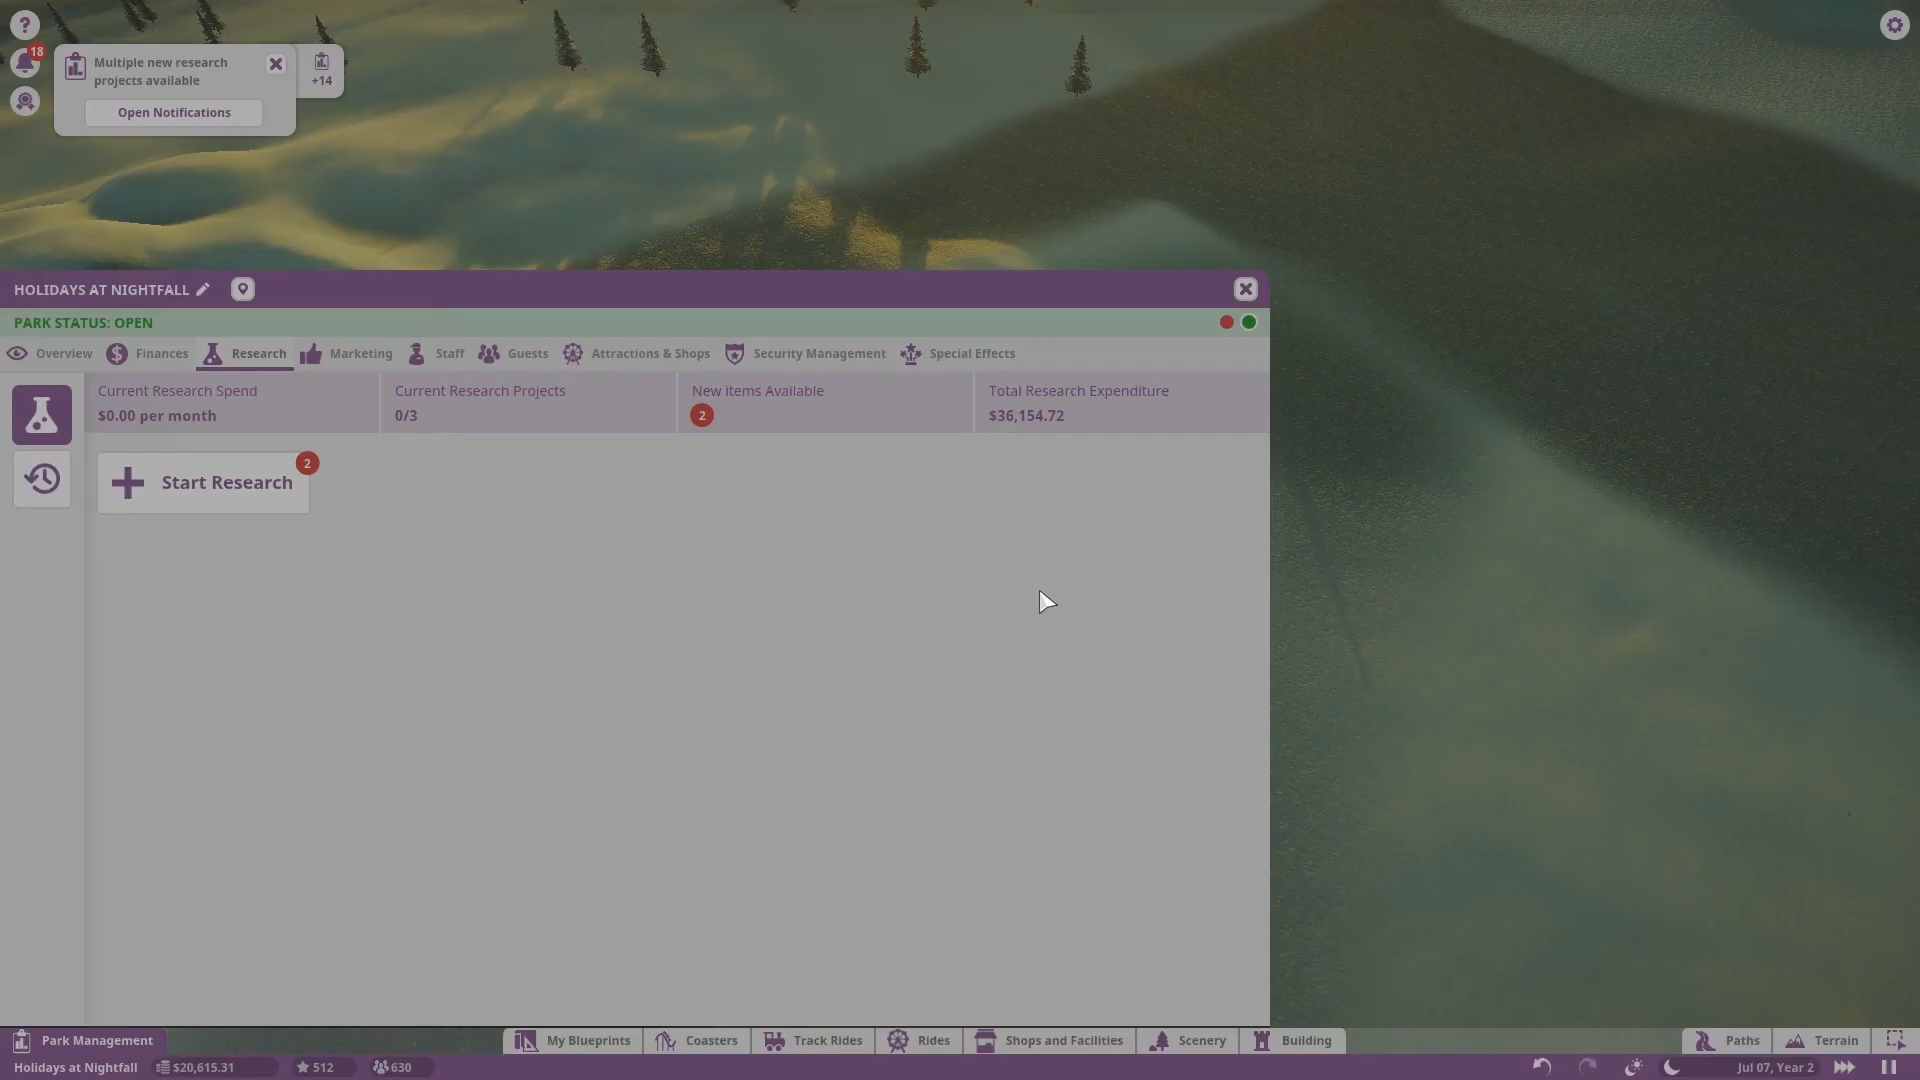 ?
18
Multiple new research
projects available
+14
Open Notifications
HOLIDAYS AT NIGHTFALL
PARK STATUS: OPEN
Overview
Finances
Research
Marketing
Staff
Guests
Attractions & Shops
Security Management
Special Effects
Current Research Spend
$0.00 per month
Current Research Projects
0/3
New items Available
2
Total Research Expenditure
$36,154.72
Start Research
2
Park Management
My Blueprints
Coasters
Track Rides
Rides
Shops and Facilities
Scenery
Building
Paths
Terrain
Holidays at Nightfall
$20,615.31
512
630
Jul 07, Year 2